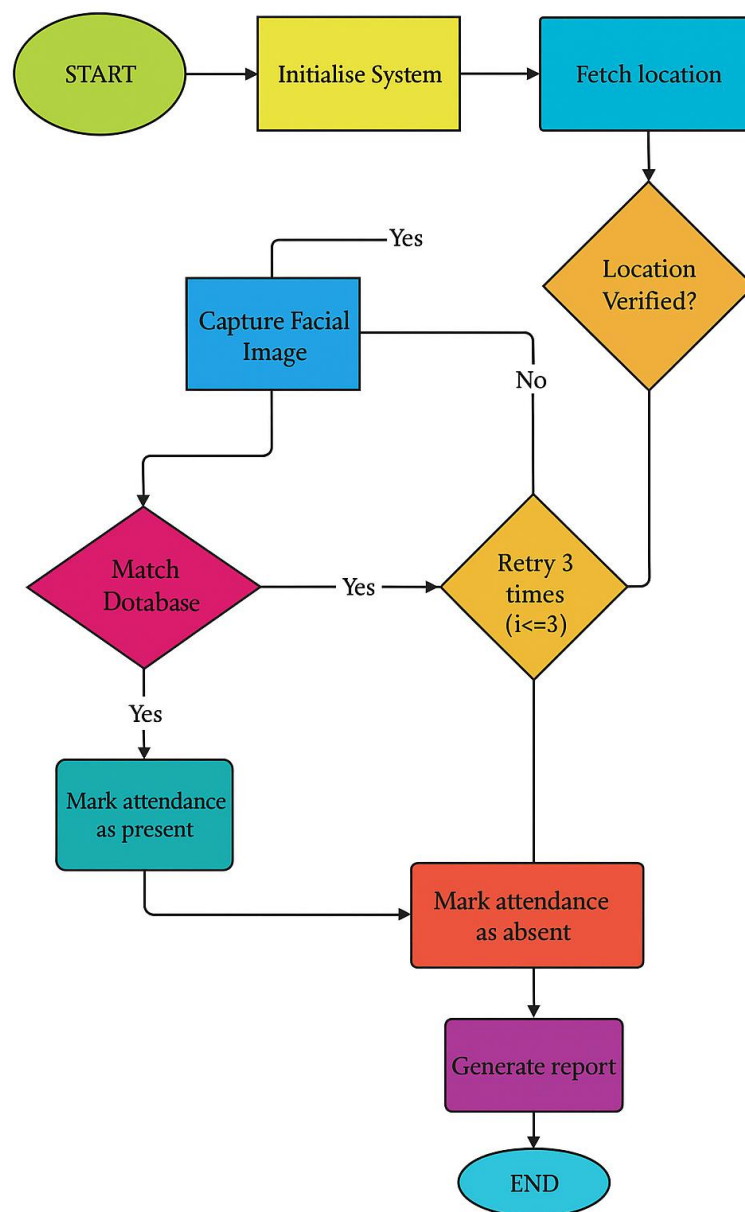 START
Initialise System
Fetch location
Location
Verified?
Yes
Capture Facial
Image
No
Match
Dotabase
Yes
Retry 3
times
(i<=3)
Yes
Mark attendance
as present
Mark attendance
as absent
Generate report
END